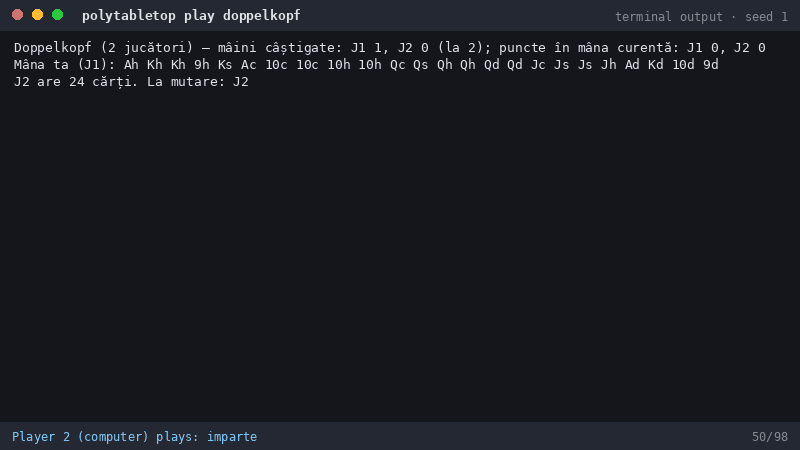 polytabletop play doppelkopf
terminal output · seed 1
Doppelkopf (2 jucători) — mâini câștigate: J1 1, J2 0 (la 2); puncte în mâna curentă: J1 0, J2 0
Mâna ta (J1): Ah Kh Kh 9h Ks Ac 10c 10c 10h 10h Qc Qs Qh Qh Qd Qd Jc Js Js Jh Ad Kd 10d 9d
J2 are 24 cărți. La mutare: J2
Player 2 (computer) plays: imparte
50/98